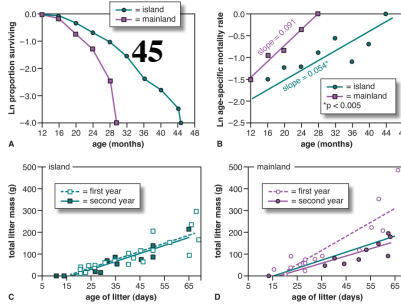 0.0
−1.0
−2.0
−3.0
−4.0
Ln proportion surviving
= island
= mainland
45
12 16 20 24 28 32 36 40 44 48
age (months)
A
0.0
−0.5
−1.0
−1.5
−2.0
−2.5
Ln age-specific mortality rate
slope = 0.091
slope = 0.054*
= island
= mainland
*p < 0.005
12 16 20 24 28 32 36 40 44 48
age (months)
B
500
400
300
200
100
0
total litter mass (g)
island
= first year
= second year
5 15 25 35 45 55 65
age of litter (days)
C
500
400
300
200
100
0
total litter mass (g)
mainland
= first year
= second year
5 15 25 35 45 55 65
age of litter (days)
D